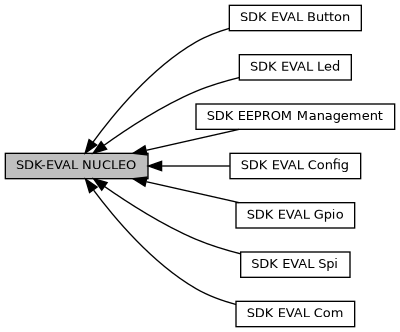 SDK EVAL Button
SDK EVAL Led
SDK EEPROM Management
SDK-EVAL NUCLEO
SDK EVAL Config
SDK EVAL Gpio
SDK EVAL Spi
SDK EVAL Com